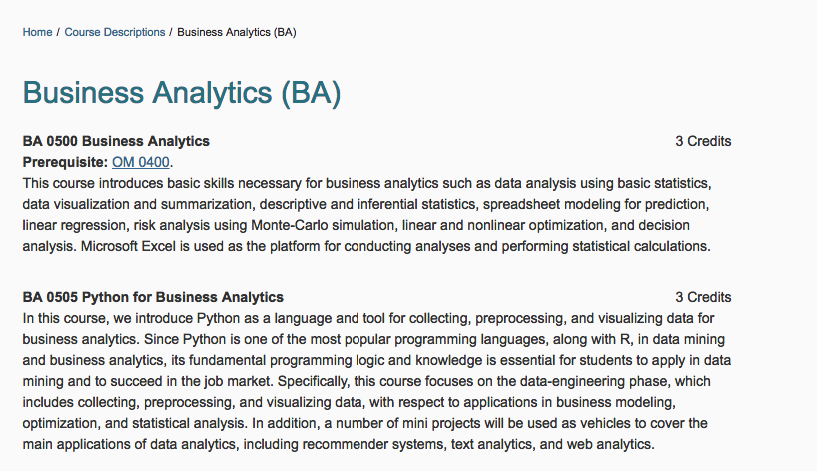 Home / Course Descriptions / Business Analytics (BA)
Business Analytics (BA)
BA 0500 Business Analytics 3 Credits
Prerequisite: OM 0400.
This course introduces basic skills necessary for business analytics such as data analysis using basic statistics,
data visualization and summarization, descriptive and inferential statistics, spreadsheet modeling for prediction,
linear regression, risk analysis using Monte-Carlo simulation, linear and nonlinear optimization, and decision
analysis. Microsoft Excel is used as the platform for conducting analyses and performing statistical calculations.
BA 0505 Python for Business Analytics 3 Credits
In this course, we introduce Python as a language and tool for collecting, preprocessing, and visualizing data for
business analytics. Since Python is one of the most popular programming languages, along with R, in data mining
and business analytics, its fundamental programming logic and knowledge is essential for students to apply in data
mining and to succeed in the job market. Specifically, this course focuses on the data-engineering phase, which
includes collecting, preprocessing, and visualizing data, with respect to applications in business modeling,
optimization, and statistical analysis. In addition, a number of mini projects will be used as vehicles to cover the
main applications of data analytics, including recommender systems, text analytics, and web analytics.